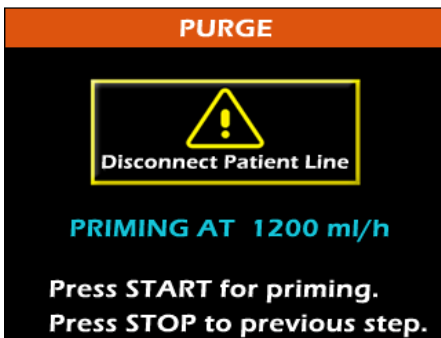 PURGE
Disconnect Patient Line
PRIMING AT 1200 ml/h
Press START for priming.
Press STOP to previous step.